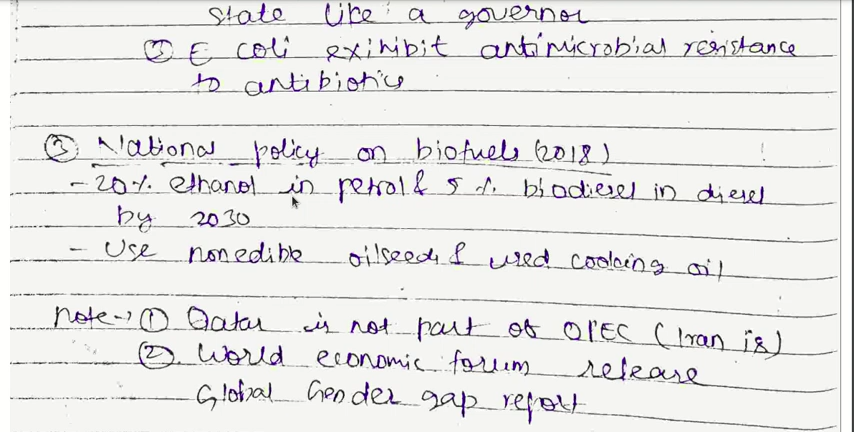 state like a governor
② E coli exihibit antimicrobial resistance
to antibiotics
③ National policy on biofuels (2018)
- 20% ethanol in petrol & 5 % biodiesel in diesel
by 2030
- Use nonedible oilseeds & used cooking oil
note → ① Qatar is not part of OPEC (Iran is)
② World economic forum release
Global Gender gap report